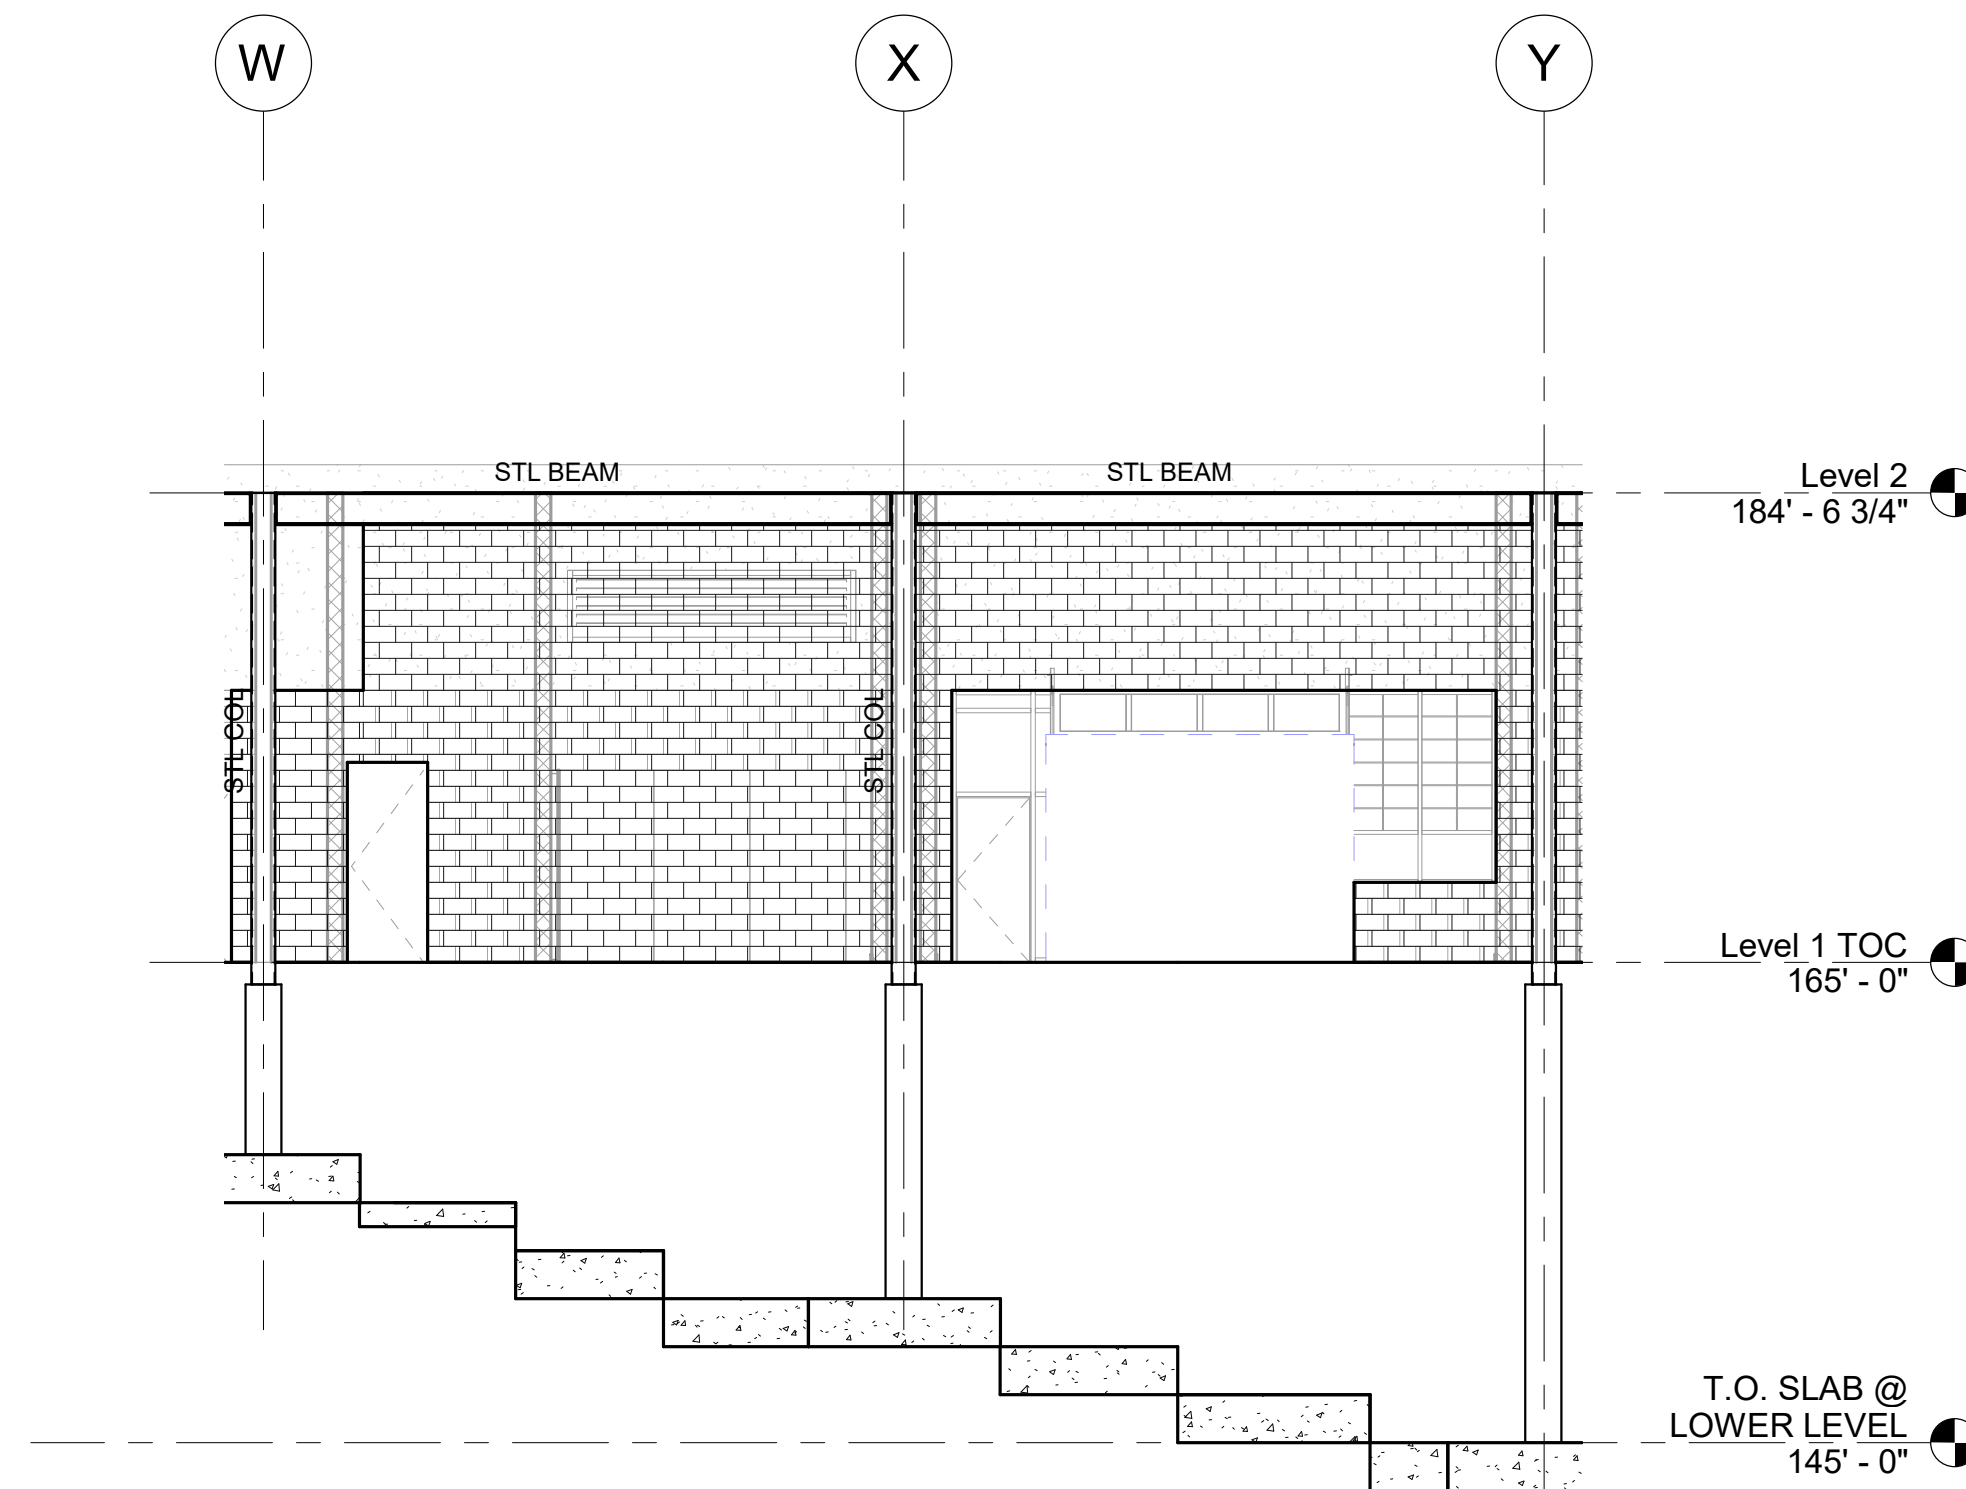 W
X
Y
STL BEAM
STL BEAM
Level 2
184' - 6 3/4"
STL COL
STL COL
Level 1 TOC
165' - 0"
T.O. SLAB @
LOWER LEVEL
145' - 0"